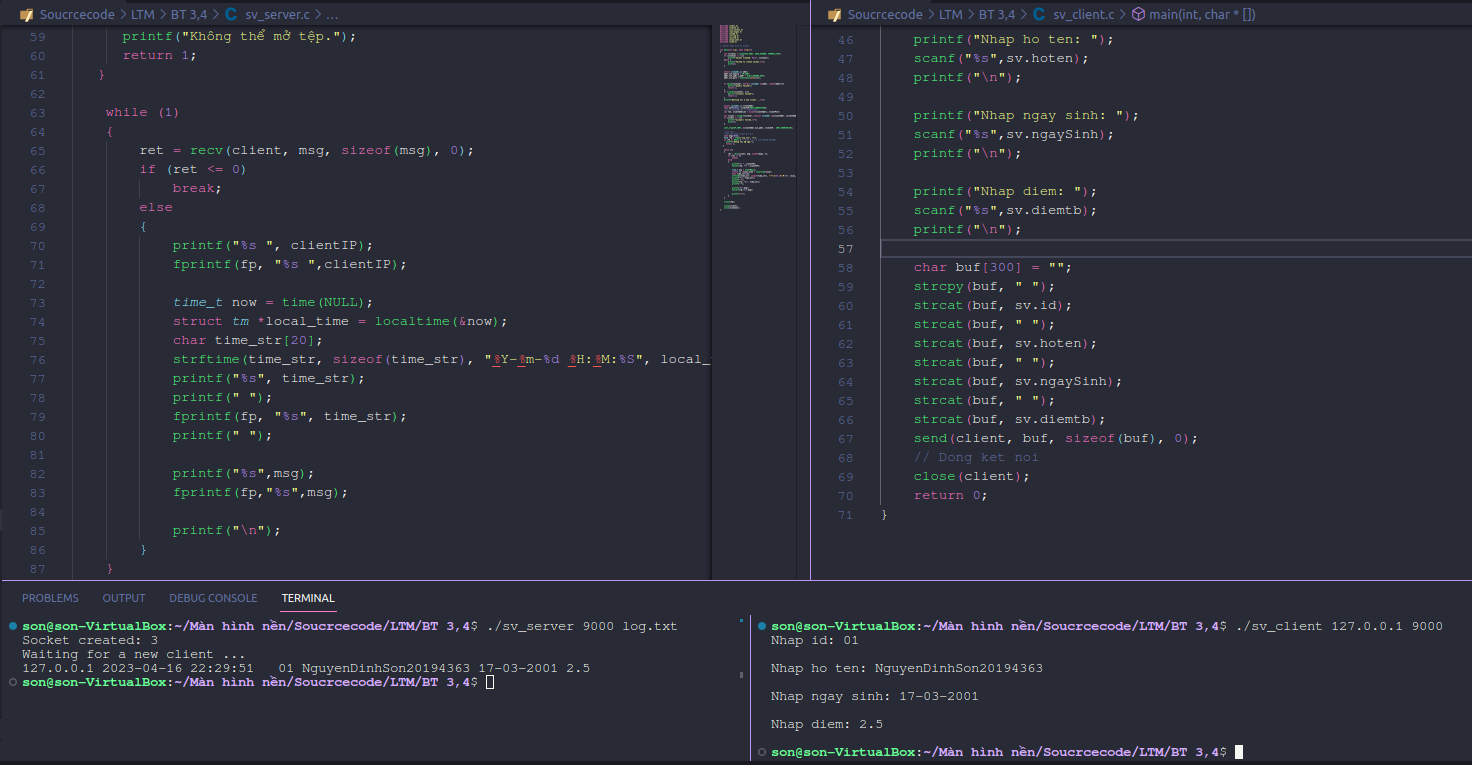 Soucrcecode > LTM > BT 3,4 > C sv_server.c > ...
59 printf("Không thể mở tệp.");
60 return 1;
61 }
62
63 while (1)
64 {
65 ret = recv(client, msg, sizeof(msg), 0);
66 if (ret <= 0)
67 break;
68 else
69 {
70 printf("%s ", clientIP);
71 fprintf(fp, "%s ",clientIP);
72
73 time_t now = time(NULL);
74 struct tm *local_time = localtime(&now);
75 char time_str[20];
76 strftime(time_str, sizeof(time_str), "%Y-%m-%d %H:%M:%S", local_
77 printf("%s", time_str);
78 printf(" ");
79 fprintf(fp, "%s", time_str);
80 printf(" ");
81
82 printf("%s",msg);
83 fprintf(fp,"%s",msg);
84
85 printf("\n");
86 }
87 }
Soucrcecode > LTM > BT 3,4 > C sv_client.c > main(int, char * [])
46 printf("Nhap ho ten: ");
47 scanf("%s",sv.hoten);
48 printf("\n");
49
50 printf("Nhap ngay sinh: ");
51 scanf("%s",sv.ngaySinh);
52 printf("\n");
53
54 printf("Nhap diem: ");
55 scanf("%s",sv.diemtb);
56 printf("\n");
57
58 char buf[300] = "";
59 strcpy(buf, " ");
60 strcat(buf, sv.id);
61 strcat(buf, " ");
62 strcat(buf, sv.hoten);
63 strcat(buf, " ");
64 strcat(buf, sv.ngaySinh);
65 strcat(buf, " ");
66 strcat(buf, sv.diemtb);
67 send(client, buf, sizeof(buf), 0);
68 // Dong ket noi
69 close(client);
70 return 0;
71 }
PROBLEMS OUTPUT DEBUG CONSOLE TERMINAL
son@son-VirtualBox:~/Màn hình nền/Soucrcecode/LTM/BT 3,4$ ./sv_server 9000 log.txt
Socket created: 3
Waiting for a new client ...
127.0.0.1 2023-04-16 22:29:51  01 NguyenDinhSon20194363 17-03-2001 2.5
son@son-VirtualBox:~/Màn hình nền/Soucrcecode/LTM/BT 3,4$
son@son-VirtualBox:~/Màn hình nền/Soucrcecode/LTM/BT 3,4$ ./sv_client 127.0.0.1 9000
Nhap id: 01
Nhap ho ten: NguyenDinhSon20194363
Nhap ngay sinh: 17-03-2001
Nhap diem: 2.5
son@son-VirtualBox:~/Màn hình nền/Soucrcecode/LTM/BT 3,4$